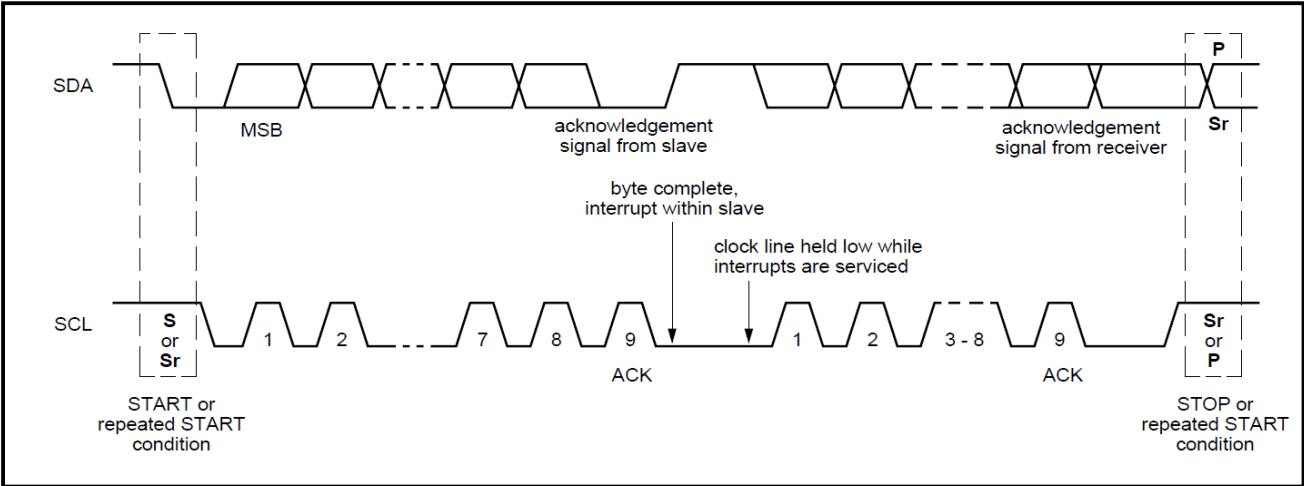 P
SDA
MSB
acknowledgement
signal from slave
acknowledgement
signal from receiver
Sr
byte complete,
interrupt within slave
clock line held low while
interrupts are serviced
SCL
S
or
Sr
1
2
7
8
9
1
2
3 - 8
9
Sr
or
P
ACK
ACK
START or
repeated START
condition
STOP or
repeated START
condition